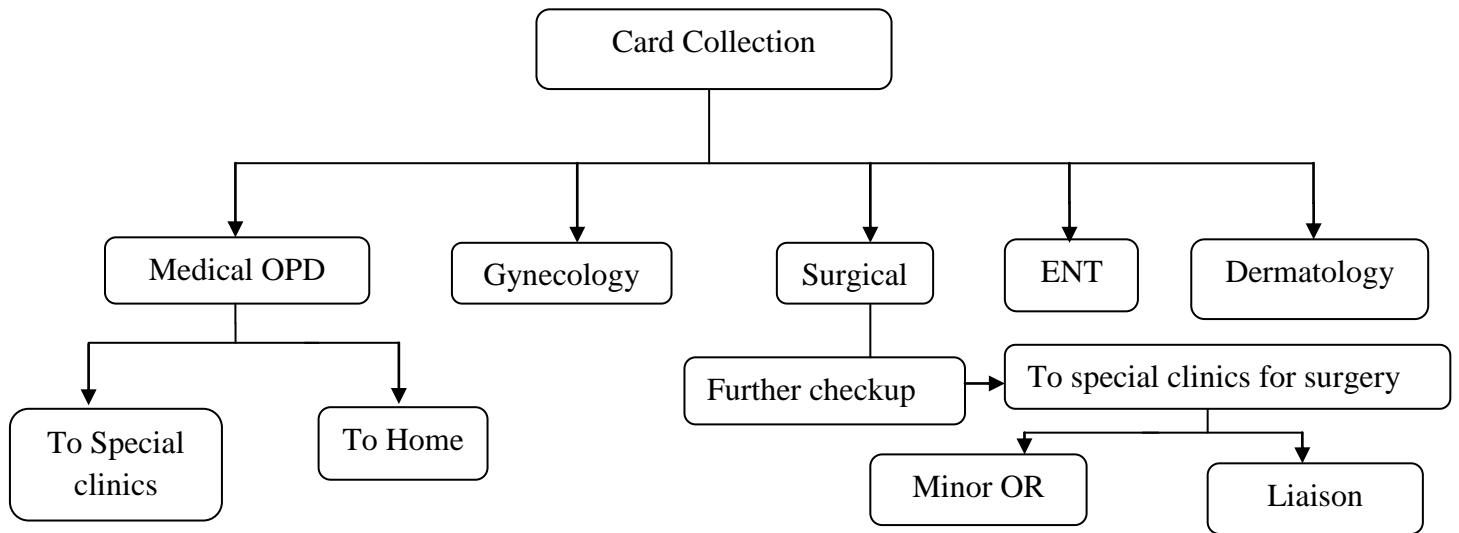 Card Collection
Medical OPD
Gynecology
Surgical
ENT
Dermatology
To Special
clinics
To Home
Further checkup
To special clinics for surgery
Minor OR
Liaison